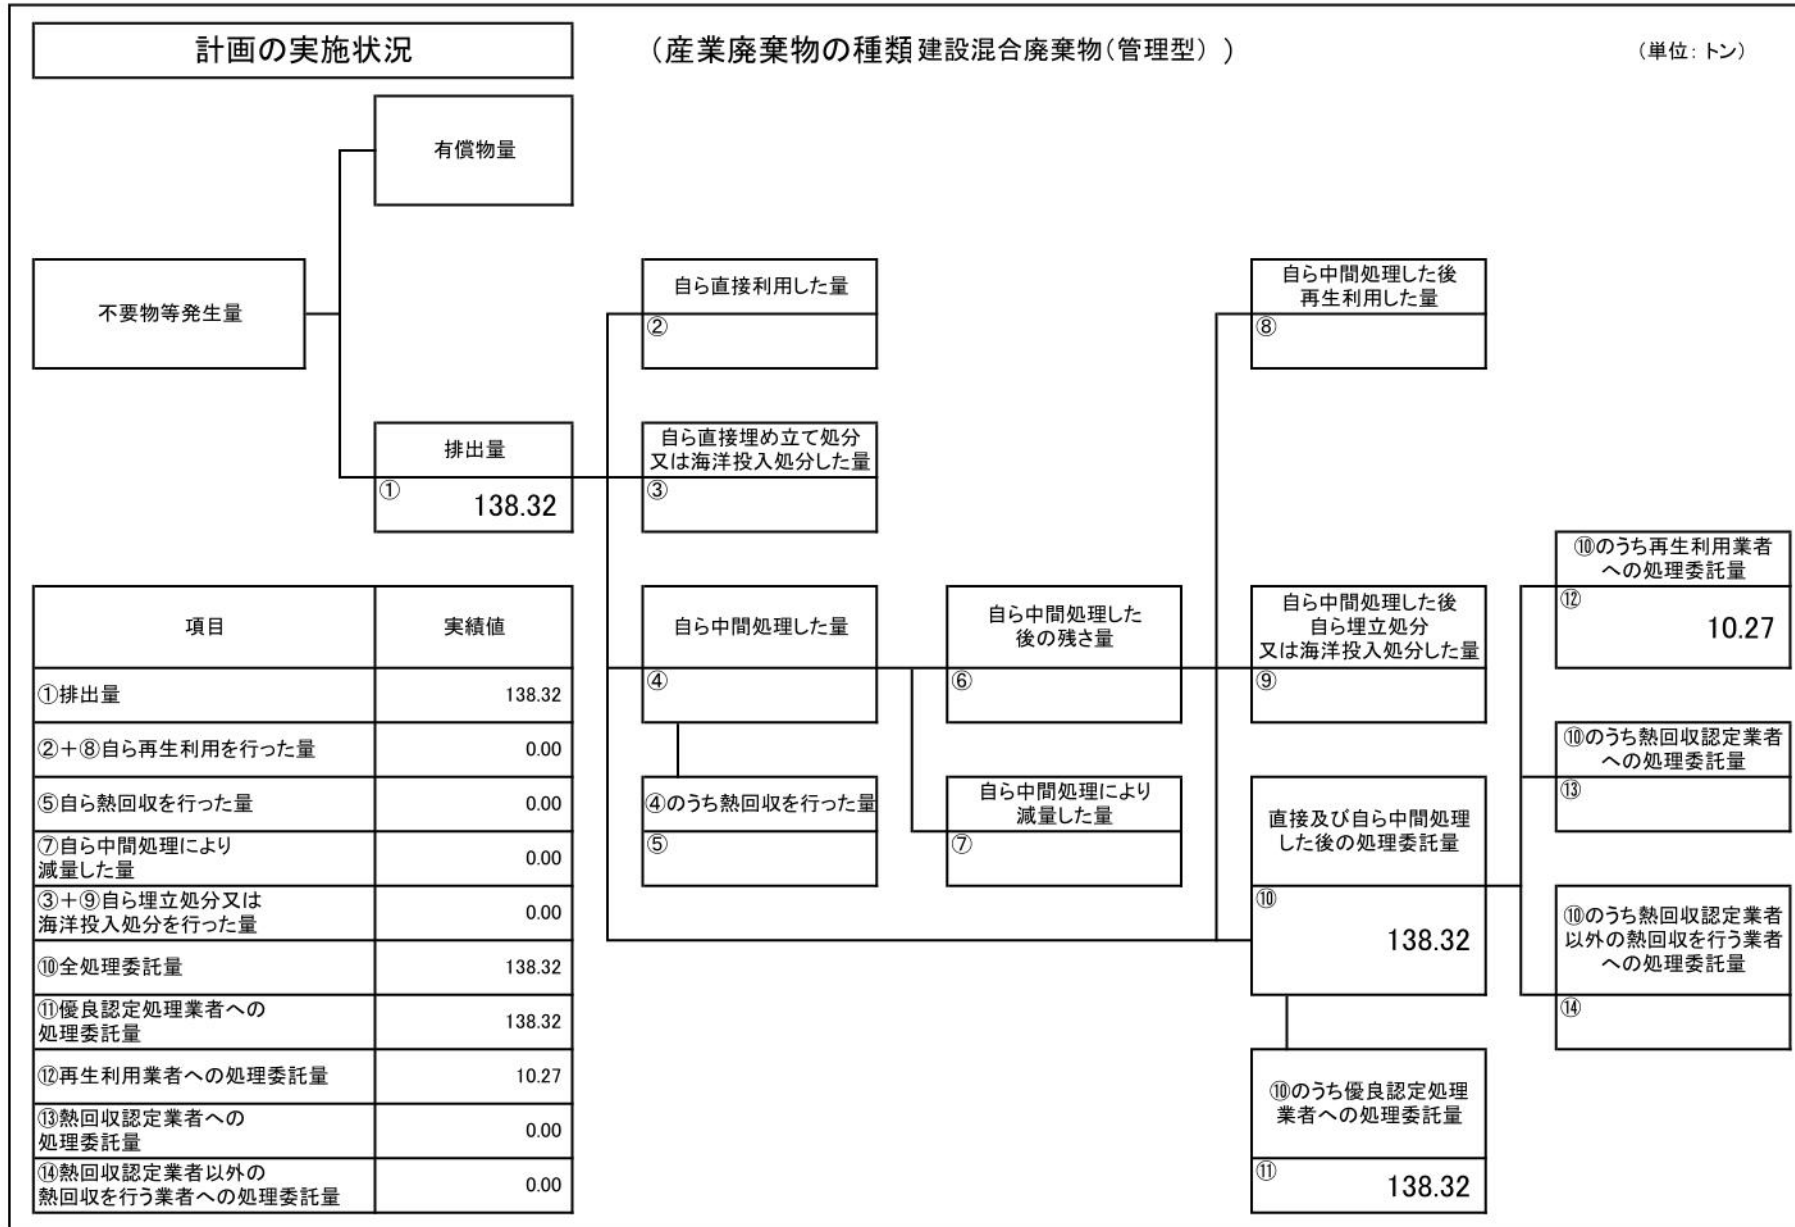 計画の実施状況
（産業廃棄物の種類 建設混合廃棄物（管理型））
（単位：トン）
有償物量
不要物等発生量
自ら直接利用した量
②
自ら中間処理した後
再生利用した量
⑧
排出量
① 138.32
自ら直接埋め立て処分
又は海洋投入処分した量
③
⑩のうち再生利用業者
への処理委託量
⑫ 10.27
自ら中間処理した量
④
自ら中間処理した
後の残さ量
⑥
自ら中間処理した後
自ら埋立処分
又は海洋投入処分した量
⑨
⑩のうち熱回収認定業者
への処理委託量
⑬
④のうち熱回収を行った量
⑤
自ら中間処理により
減量した量
⑦
直接及び自ら中間処理
した後の処理委託量
⑩ 138.32
⑩のうち熱回収認定業者
以外の熱回収を行う業者
への処理委託量
⑭
⑩のうち優良認定処理
業者への処理委託量
⑪ 138.32
項目 実績値
①排出量 138.32
②＋⑧自ら再生利用を行った量 0.00
⑤自ら熱回収を行った量 0.00
⑦自ら中間処理により
減量した量 0.00
③＋⑨自ら埋立処分又は
海洋投入処分を行った量 0.00
⑩全処理委託量 138.32
⑪優良認定処理業者への
処理委託量 138.32
⑫再生利用業者への処理委託量 10.27
⑬熱回収認定業者への
処理委託量 0.00
⑭熱回収認定業者以外の
熱回収を行う業者への処理委託量 0.00